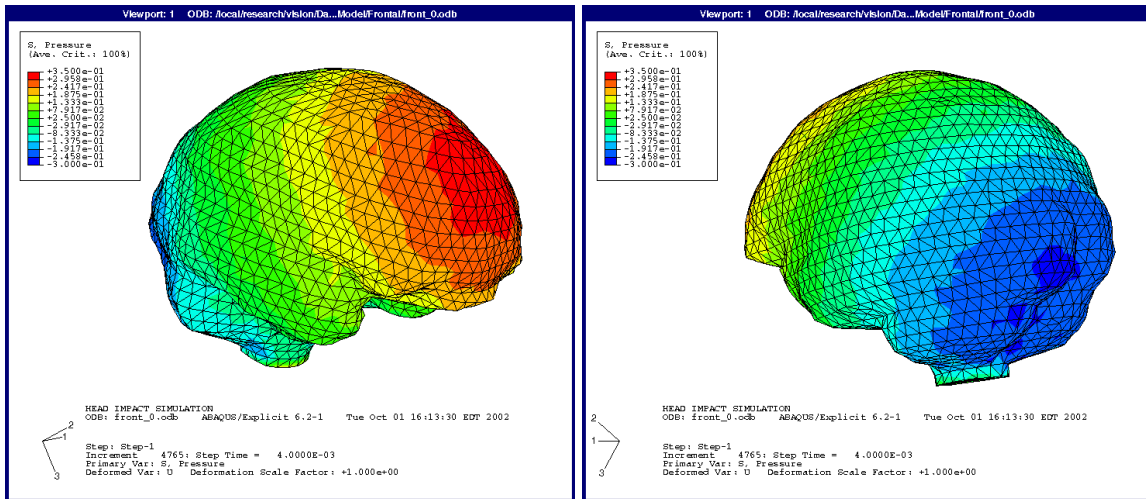 Viewport: 1 ODB: /local/research/vision/Da...Model/Frontal/front_0.odb
S, Pressure
(Ave. Crit.: 100%)
+3.500e-01
+2.958e-01
+2.417e-01
+1.875e-01
+1.333e-01
+7.917e-02
+2.500e-02
-2.917e-02
-8.333e-02
-1.375e-01
-1.917e-01
-2.458e-01
-3.000e-01
2
1
3
HEAD IMPACT SIMULATION
ODB: front_0.odb ABAQUS/Explicit 6.2-1 Tue Oct 01 16:13:30 EDT 2002
Step: Step-1
Increment 4765: Step Time = 4.0000E-03
Primary Var: S, Pressure
Deformed Var: U Deformation Scale Factor: +1.000e+00
Viewport: 1 ODB: /local/research/vision/Da...Model/Frontal/front_0.odb
S, Pressure
(Ave. Crit.: 100%)
+3.500e-01
+2.958e-01
+2.417e-01
+1.875e-01
+1.333e-01
+7.917e-02
+2.500e-02
-2.917e-02
-8.333e-02
-1.375e-01
-1.917e-01
-2.458e-01
-3.000e-01
2
1
3
HEAD IMPACT SIMULATION
ODB: front_0.odb ABAQUS/Explicit 6.2-1 Tue Oct 01 16:13:30 EDT 2002
Step: Step-1
Increment 4765: Step Time = 4.0000E-03
Primary Var: S, Pressure
Deformed Var: U Deformation Scale Factor: +1.000e+00